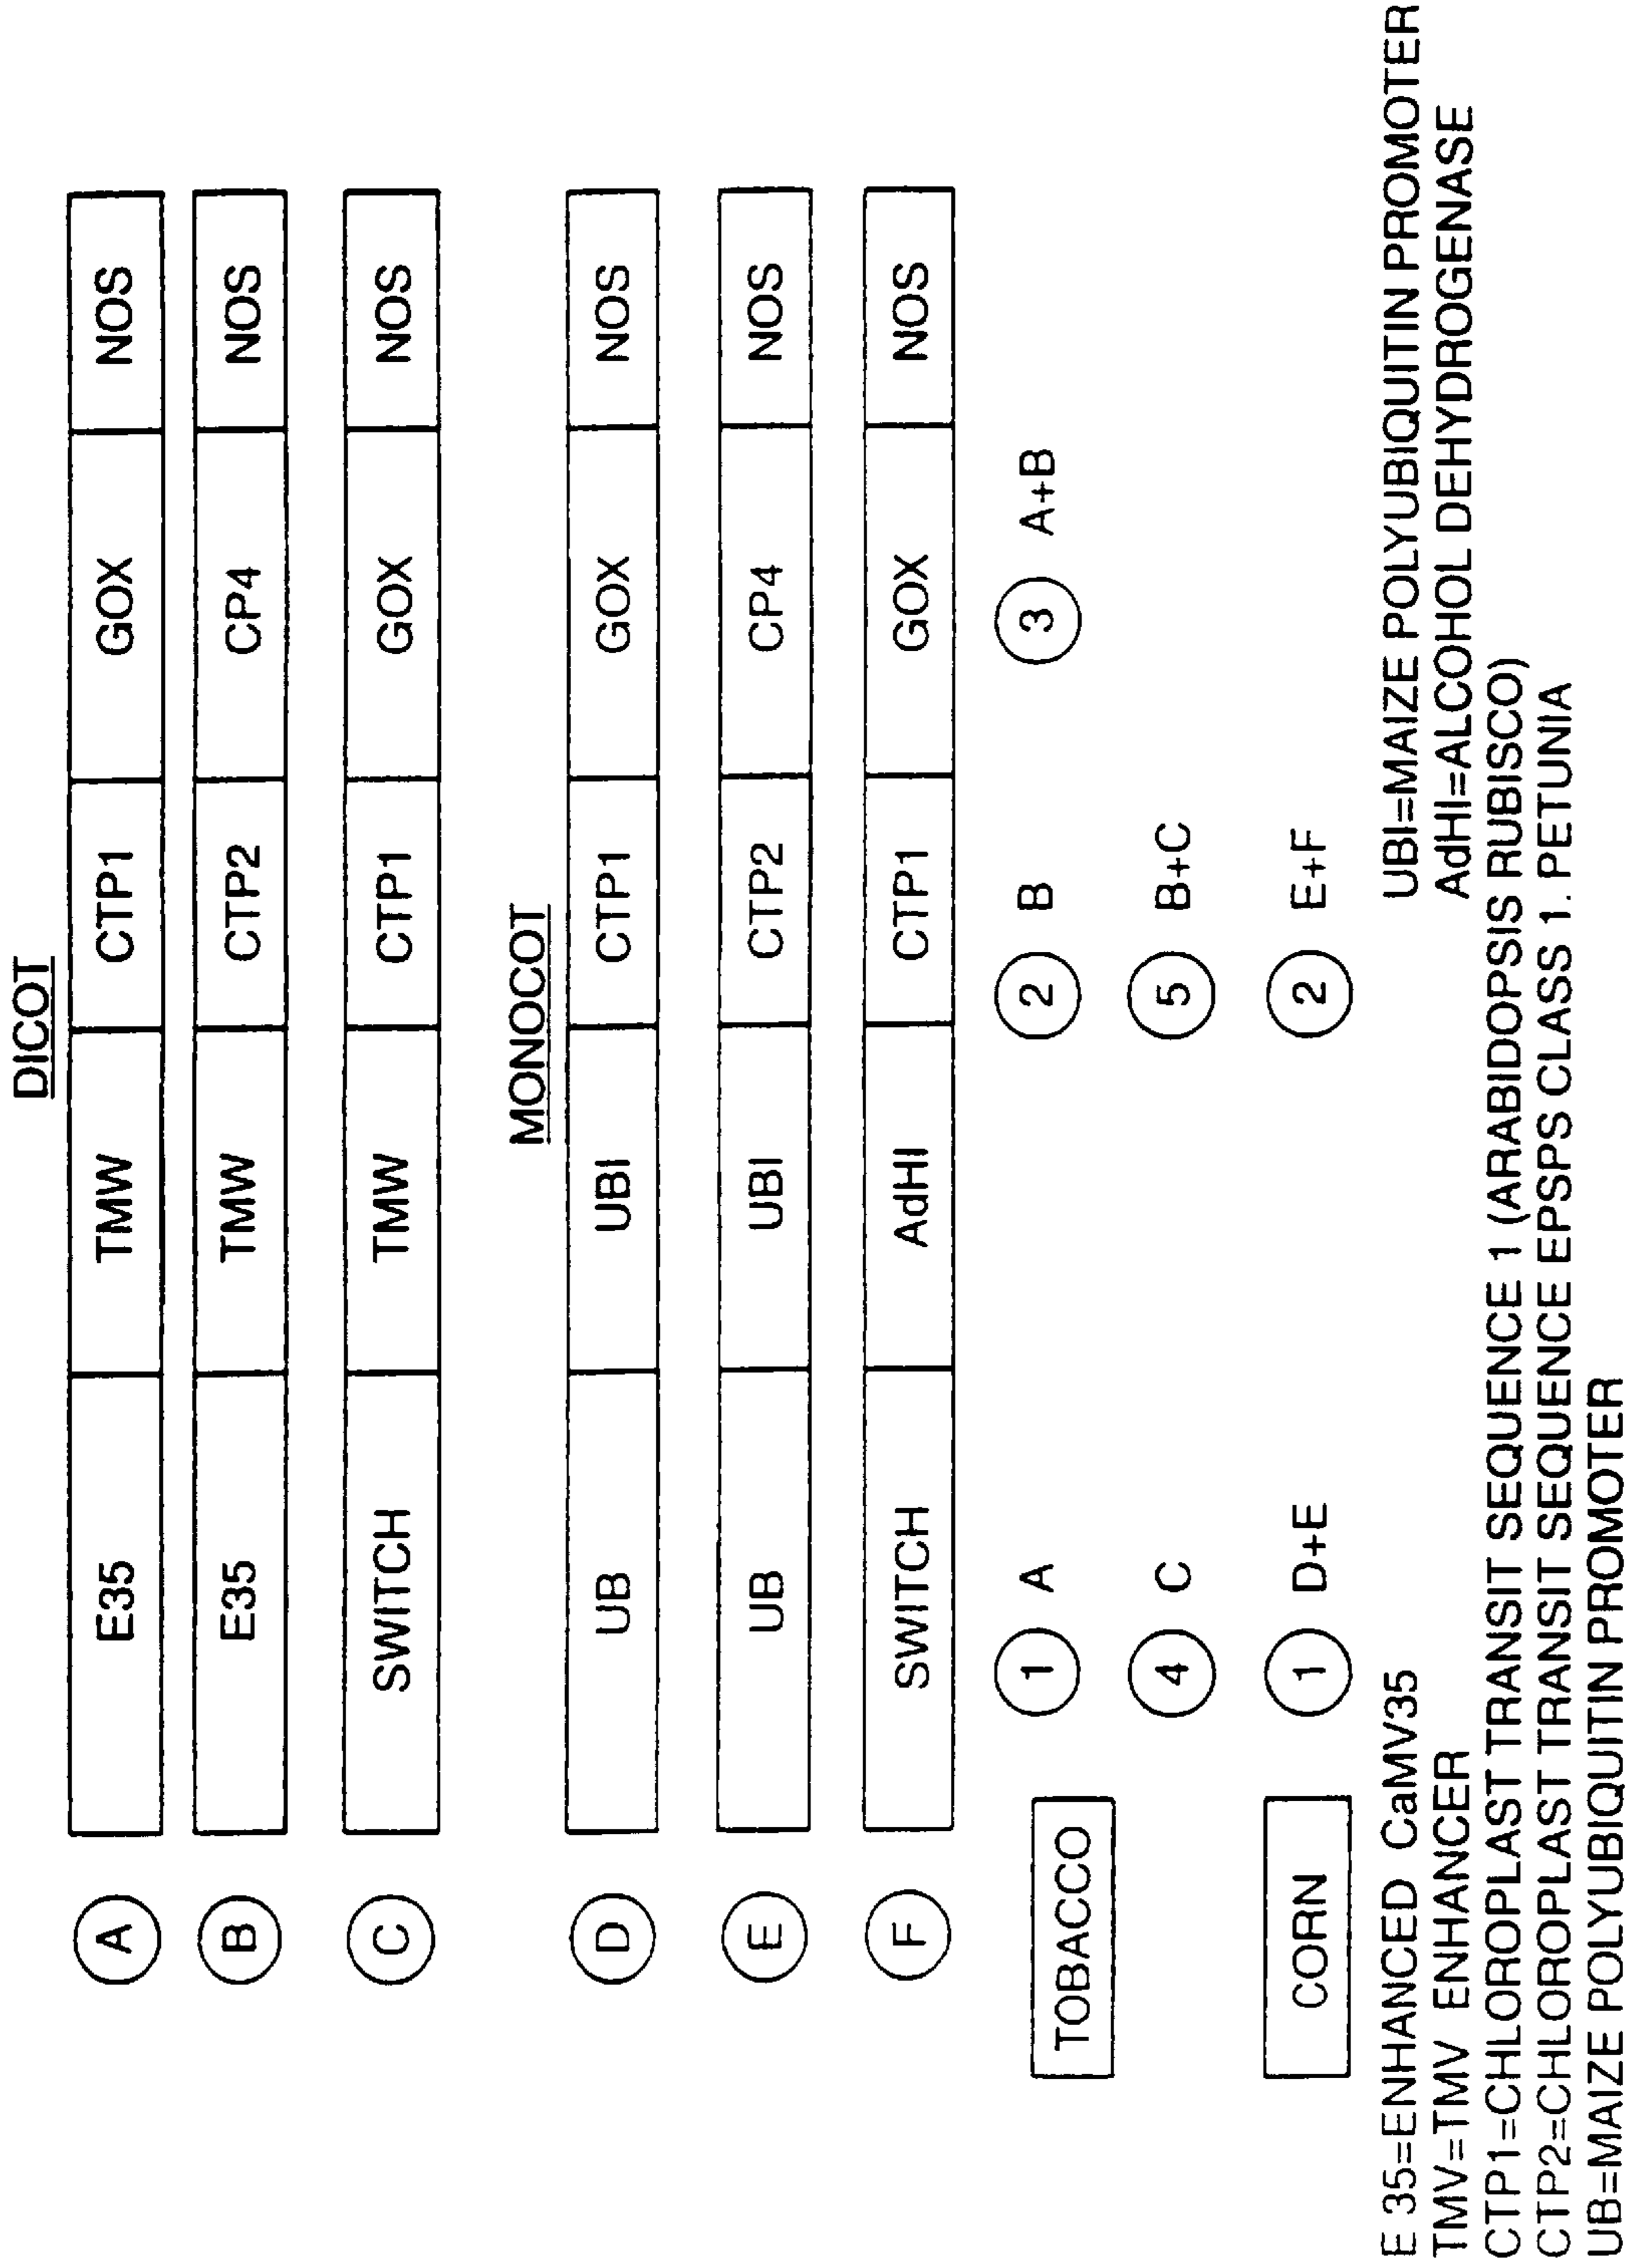 DICOT
A E35 TMW CTP1 GOX NOS
B E35 TMW CTP2 CP4 NOS
C SWITCH TMW CTP1 GOX NOS
MONOCOT
D UB UBI CTP1 GOX NOS
E UB UBI CTP2 CP4 NOS
F SWITCH AdHI CTP1 GOX NOS
TOBACCO 1 A 2 B 3 A+B
4 C 5 B+C
CORN 1 D+E 2 E+F
E 35=ENHANCED CaMV35 UBI=MAIZE POLYUBIQUITIN PROMOTER
TMV=TMV ENHANCER AdHI=ALCOHOL DEHYDROGENASE
CTP1=CHLOROPLAST TRANSIT SEQUENCE 1 (ARABIDOPSIS RUBISCO)
CTP2=CHLOROPLAST TRANSIT SEQUENCE EPSPS CLASS 1. PETUNIA
UB=MAIZE POLYUBIQUITIN PROMOTER